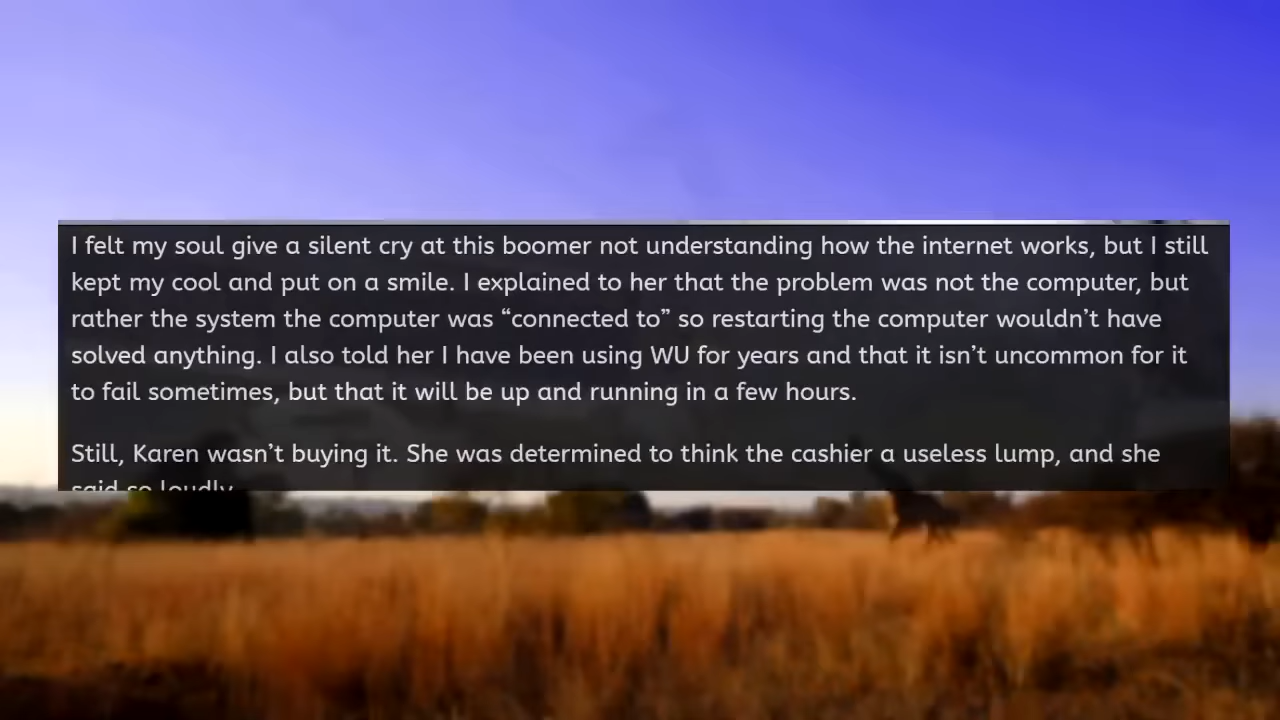 I felt my soul give a silent cry at this boomer not understanding how the internet works, but I still
kept my cool and put on a smile. I explained to her that the problem was not the computer, but
rather the system the computer was “connected to” so restarting the computer wouldn’t have
solved anything. I also told her I have been using WU for years and that it isn’t uncommon for it
to fail sometimes, but that it will be up and running in a few hours.
Still, Karen wasn’t buying it. She was determined to think the cashier a useless lump, and she
said so loudly.